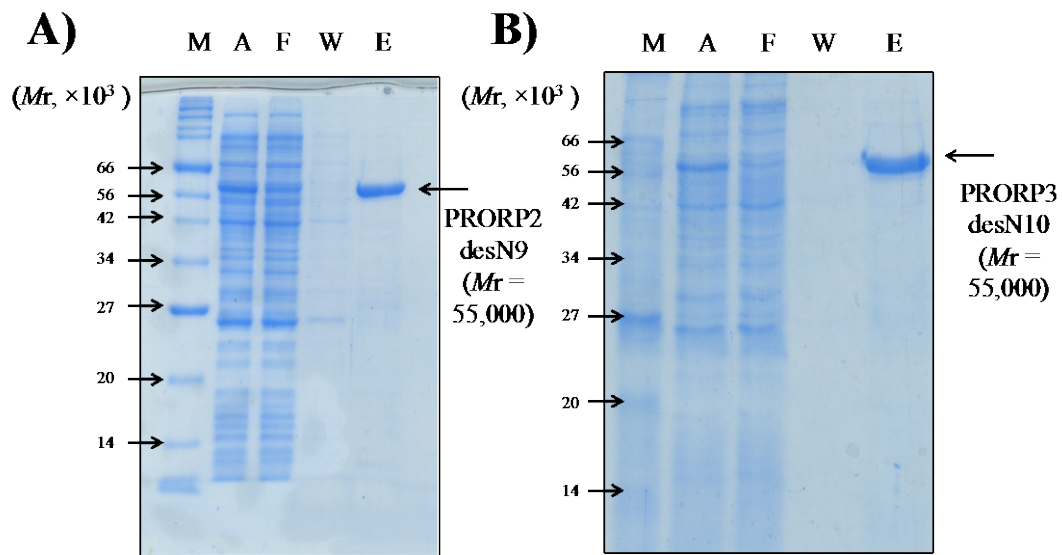 A)
M A F W E
(Mr, ×10³ )
66
56
42
34
27
20
14
PRORP2
desN9
(Mr =
55,000)
B)
M A F W E
(Mr, ×10³ )
66
56
42
34
27
20
14
PRORP3
desN10
(Mr =
55,000)